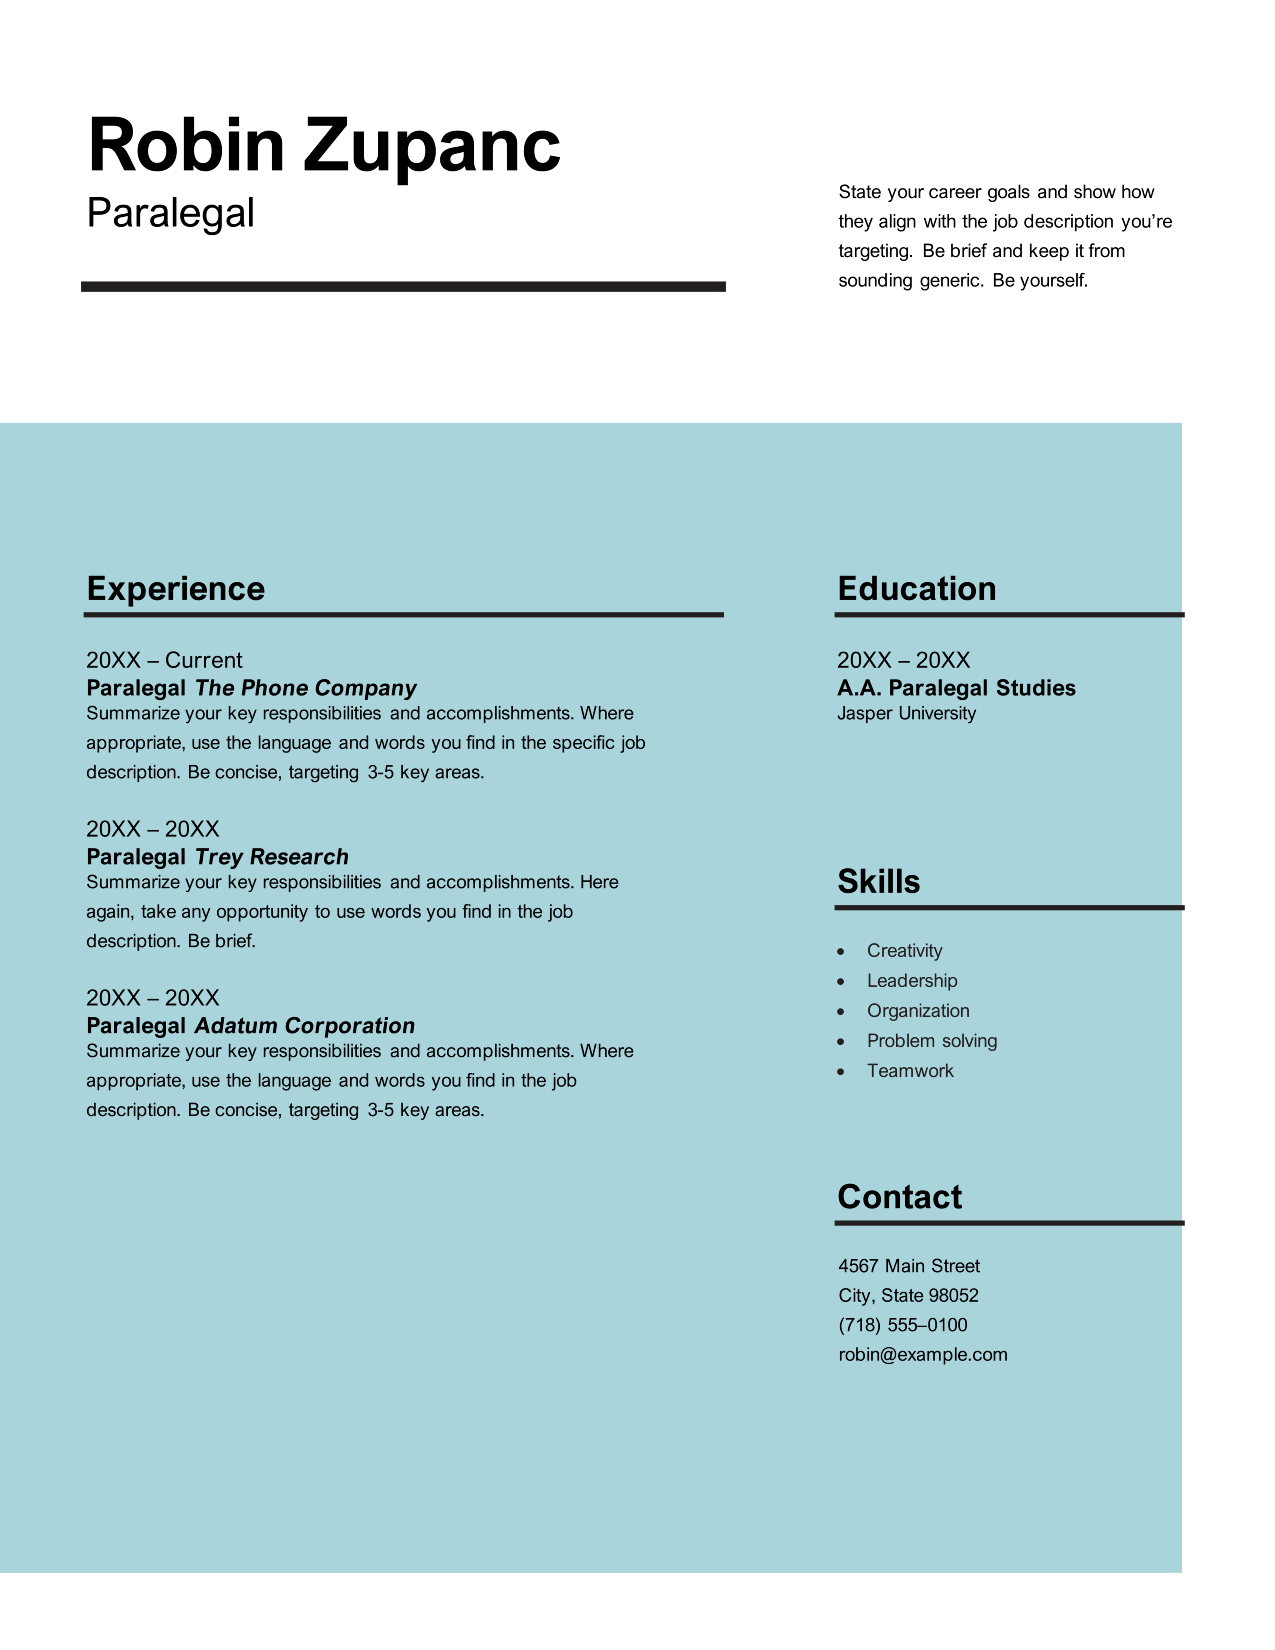 Robin Zupanc
Paralegal
State your career goals and show how
they align with the job description you’re
targeting. Be brief and keep it from
sounding generic. Be yourself.
Experience
20XX – Current
Paralegal The Phone Company
Summarize your key responsibilities and accomplishments. Where
appropriate, use the language and words you find in the specific job
description. Be concise, targeting 3-5 key areas.
20XX – 20XX
Paralegal Trey Research
Summarize your key responsibilities and accomplishments. Here
again, take any opportunity to use words you find in the job
description. Be brief.
20XX – 20XX
Paralegal Adatum Corporation
Summarize your key responsibilities and accomplishments. Where
appropriate, use the language and words you find in the job
description. Be concise, targeting 3-5 key areas.
Education
20XX – 20XX
A.A. Paralegal Studies
Jasper University
Skills
• Creativity
• Leadership
• Organization
• Problem solving
• Teamwork
Contact
4567 Main Street
City, State 98052
(718) 555–0100
robin@example.com